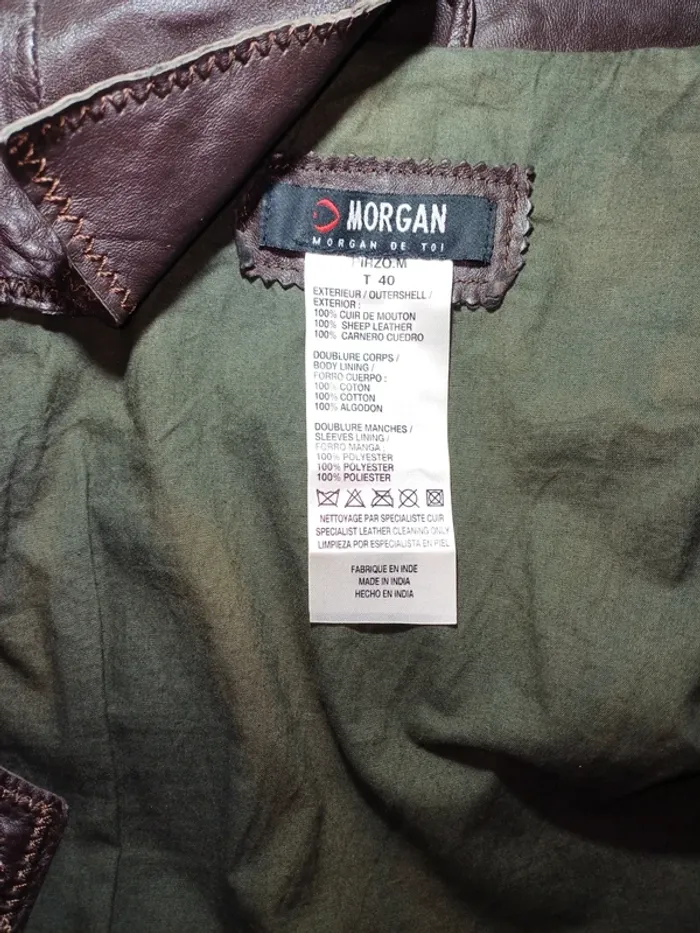 MORGAN
MORGAN DE TOI
T 40
EXTERIEUR / OUTERSHELL /
EXTERIOR :
100% CUIR DE MOUTON
100% SHEEP LEATHER
100% CARNERO CUEDRO
DOUBLURE CORPS /
BODY LINING /
FORRO CUERPO :
100% COTON
100% COTTON
100% ALGODON
DOUBLURE MANCHES /
SLEEVES LINING /
FORRO MANGA :
100% POLYESTER
100% POLYESTER
100% POLIESTER
NETTOYAGE PAR SPECIALISTE CUIR
SPECIALIST LEATHER CLEANING ONLY
LIMPIEZA POR ESPECIALISTA EN PIEL
FABRIQUE EN INDE
MADE IN INDIA
HECHO EN INDIA